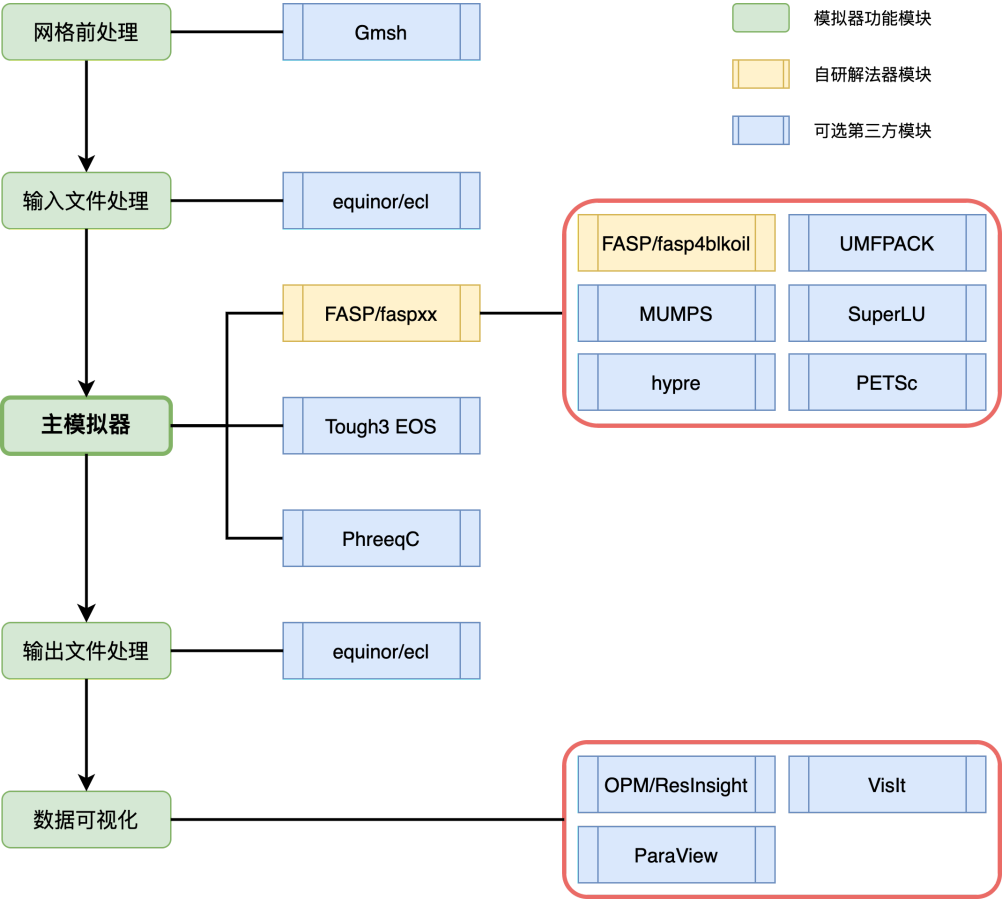 网格前处理
Gmsh
模拟器功能模块
自研解法器模块
可选第三方模块
输入文件处理
equinor/ecl
FASP/faspxx
FASP/fasp4blkoil
UMFPACK
MUMPS
SuperLU
hypre
PETSc
主模拟器
Tough3 EOS
PhreeqC
输出文件处理
equinor/ecl
数据可视化
OPM/ResInsight
VisIt
ParaView